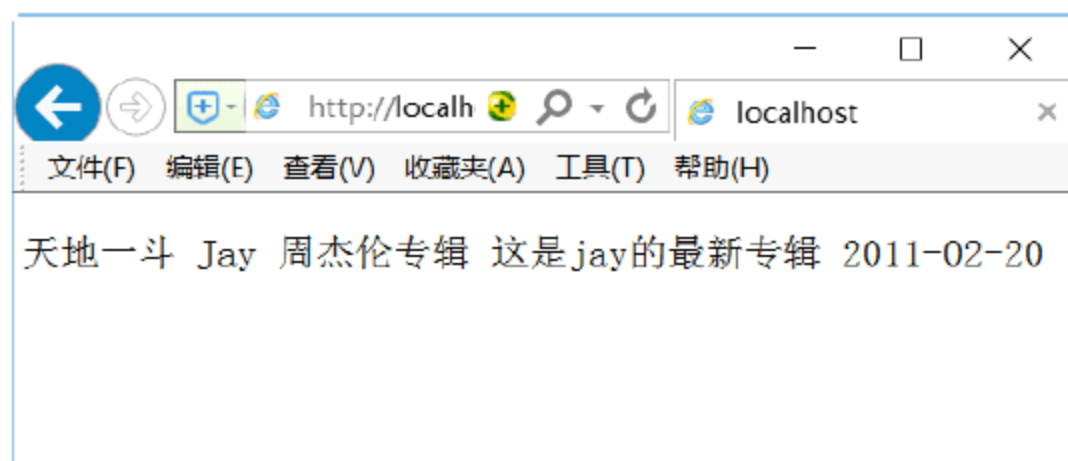 http://localh
localhost
文件(F) 编辑(E) 查看(V) 收藏夹(A) 工具(T) 帮助(H)
天地一斗 Jay 周杰伦专辑 这是jay的最新专辑 2011-02-20